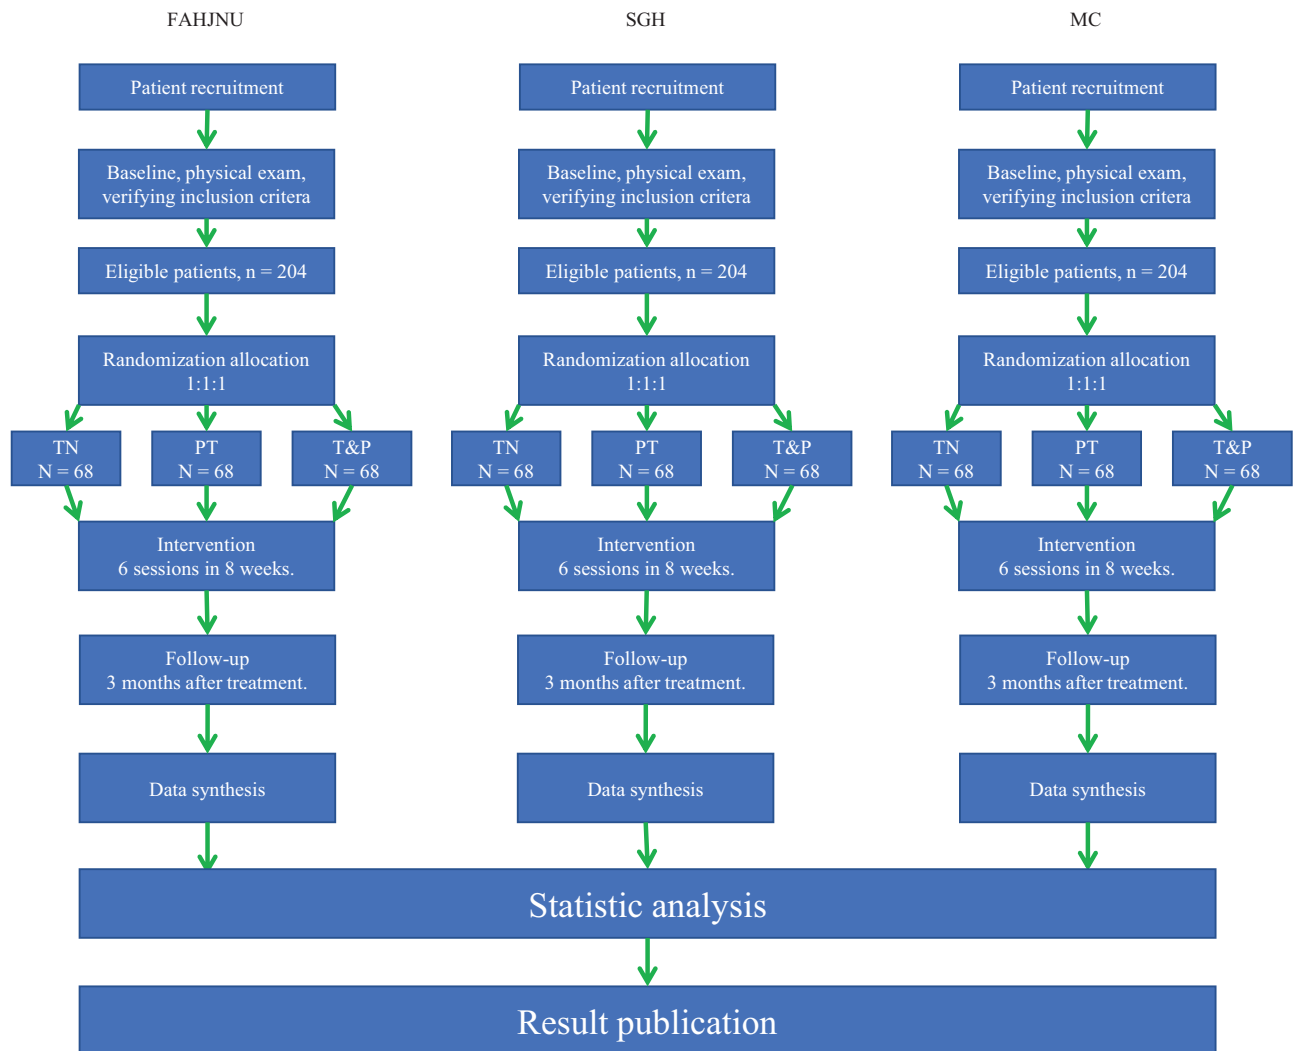 FAHJNU
SGH
MC
Patient recruitment
Patient recruitment
Patient recruitment
Baseline, physical exam,
verifying inclusion critera
Baseline, physical exam,
verifying inclusion critera
Baseline, physical exam,
verifying inclusion critera
Eligible patients, n = 204
Eligible patients, n = 204
Eligible patients, n = 204
Randomization allocation
1:1:1
Randomization allocation
1:1:1
Randomization allocation
1:1:1
TN
N = 68
PT
N = 68
T&P
N = 68
TN
N = 68
PT
N = 68
T&P
N = 68
TN
N = 68
PT
N = 68
T&P
N = 68
Intervention
6 sessions in 8 weeks.
Intervention
6 sessions in 8 weeks.
Intervention
6 sessions in 8 weeks.
Follow-up
3 months after treatment.
Follow-up
3 months after treatment.
Follow-up
3 months after treatment.
Data synthesis
Data synthesis
Data synthesis
Statistic analysis
Result publication